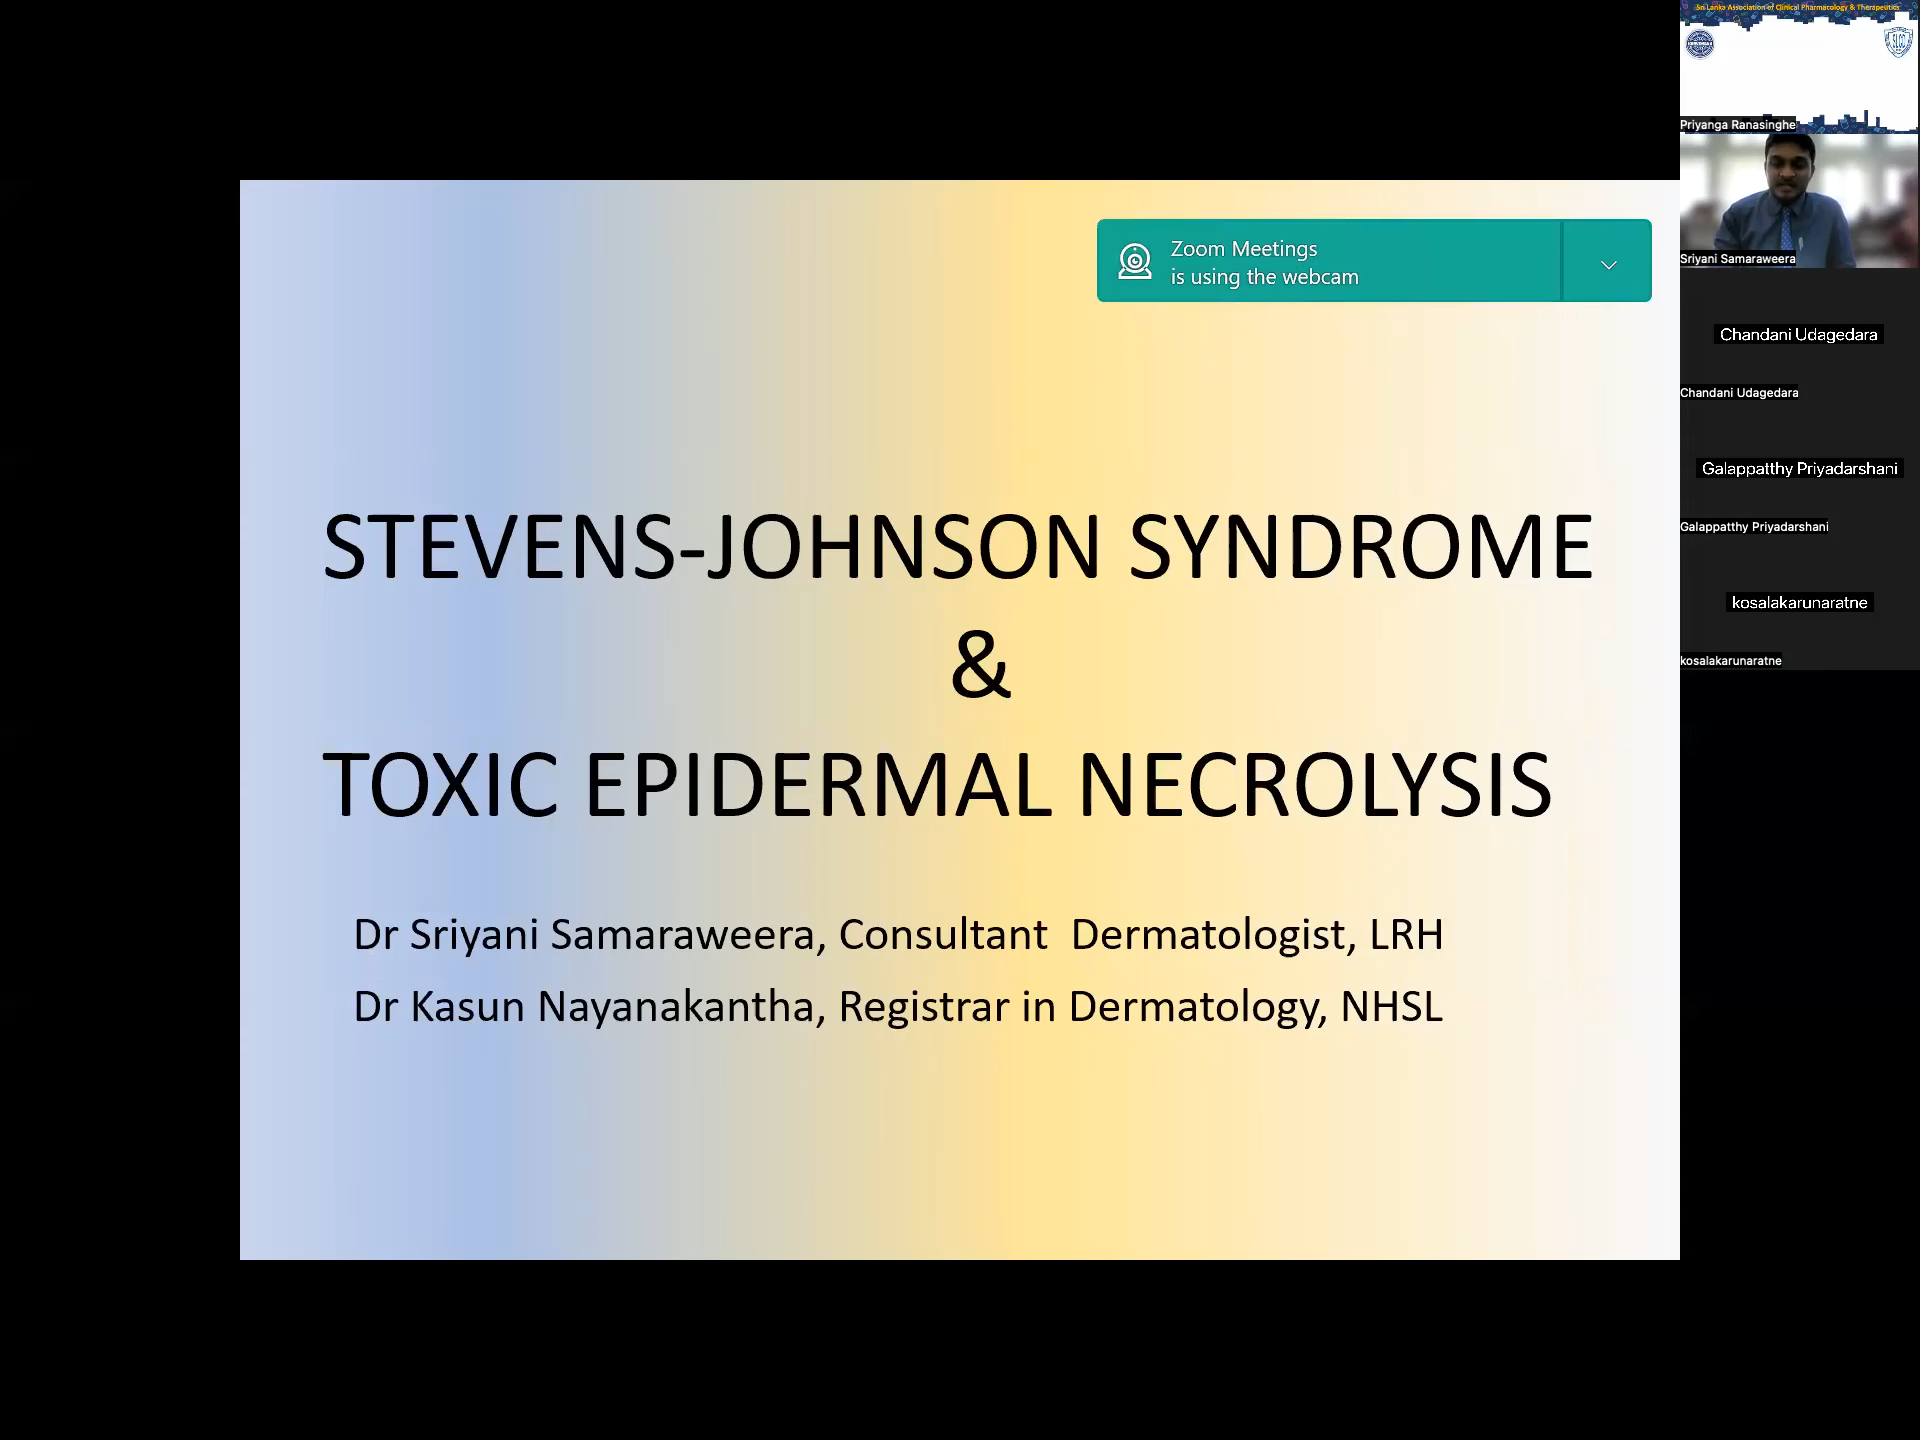 Sri Lanka Association of Clinical Pharmacology & Therapeutics
Priyanga Ranasinghe
Sriyani Samaraweera
Chandani Udagedara
Chandani Udagedara
Galappatthy Priyadarshani
Galappatthy Priyadarshani
kosalakarunaratne
kosalakarunaratne
Zoom Meetings
is using the webcam
STEVENS-JOHNSON SYNDROME
&
TOXIC EPIDERMAL NECROLYSIS
Dr Sriyani Samaraweera, Consultant  Dermatologist, LRH
Dr Kasun Nayanakantha, Registrar in Dermatology, NHSL